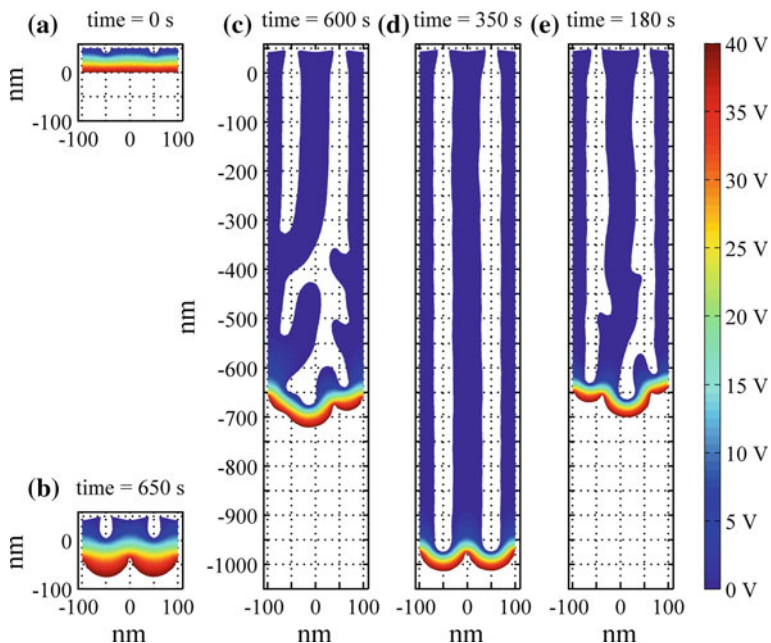 (a) time = 0 s
(c) time = 600 s
(d) time = 350 s
(e) time = 180 s
nm
0
-100
-100 0 100
(b) time = 650 s
nm
0
-100
-100 0 100
nm
nm
0
-100
-200
-300
-400
-500
-600
-700
-800
-900
-1000
-100 0 100
nm
-100 0 100
nm
-100 0 100
nm
40 V
35 V
30 V
25 V
20 V
15 V
10 V
5 V
0 V